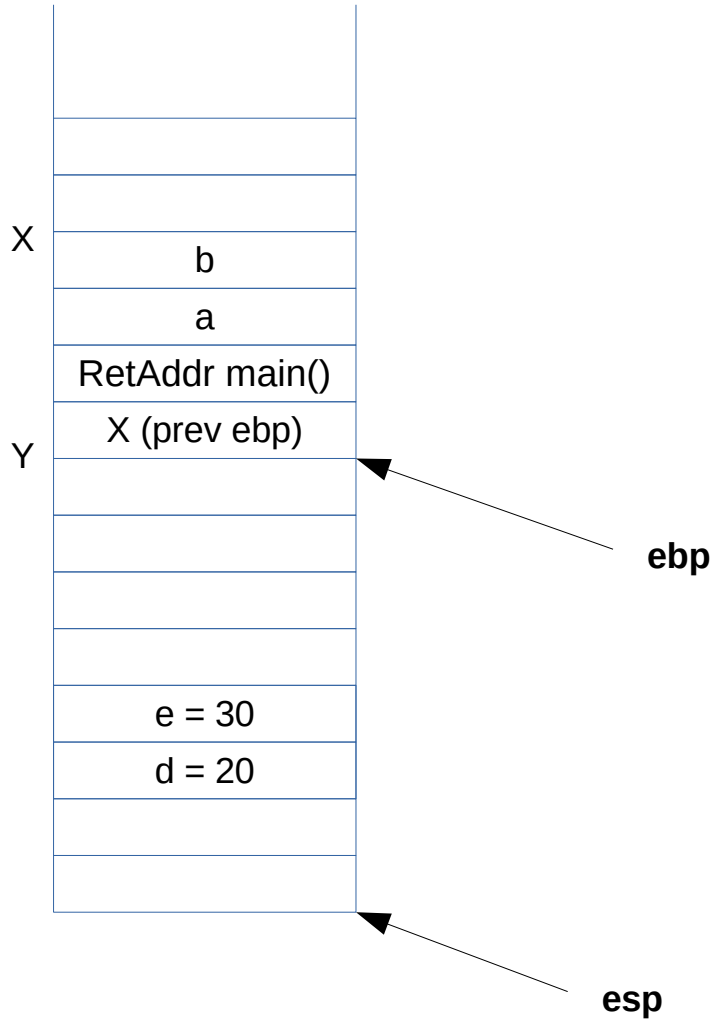 X
b
a
RetAddr main()
X (prev ebp)
Y
ebp
e = 30
d = 20
esp